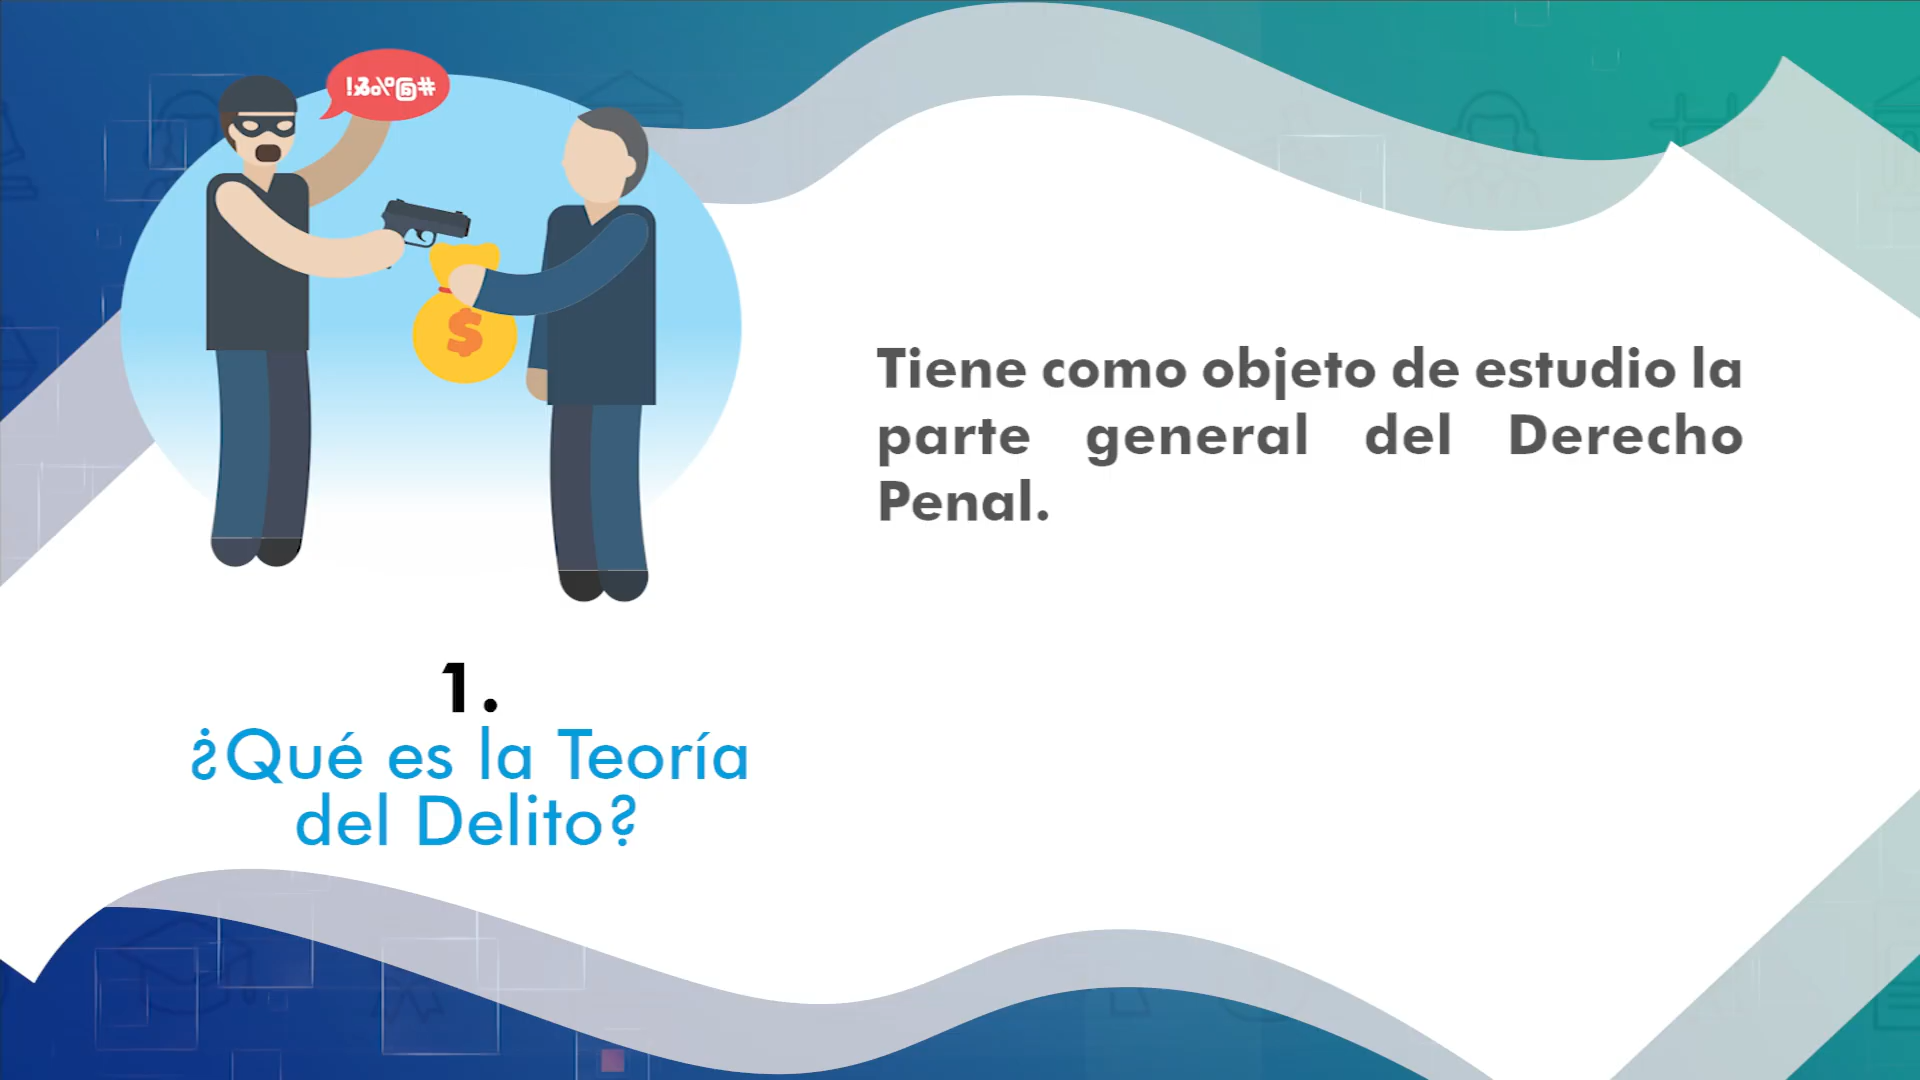 #@%&!
$
1.
¿Qué es la Teoría
del Delito?
Tiene como objeto de estudio la
parte general del Derecho
Penal.